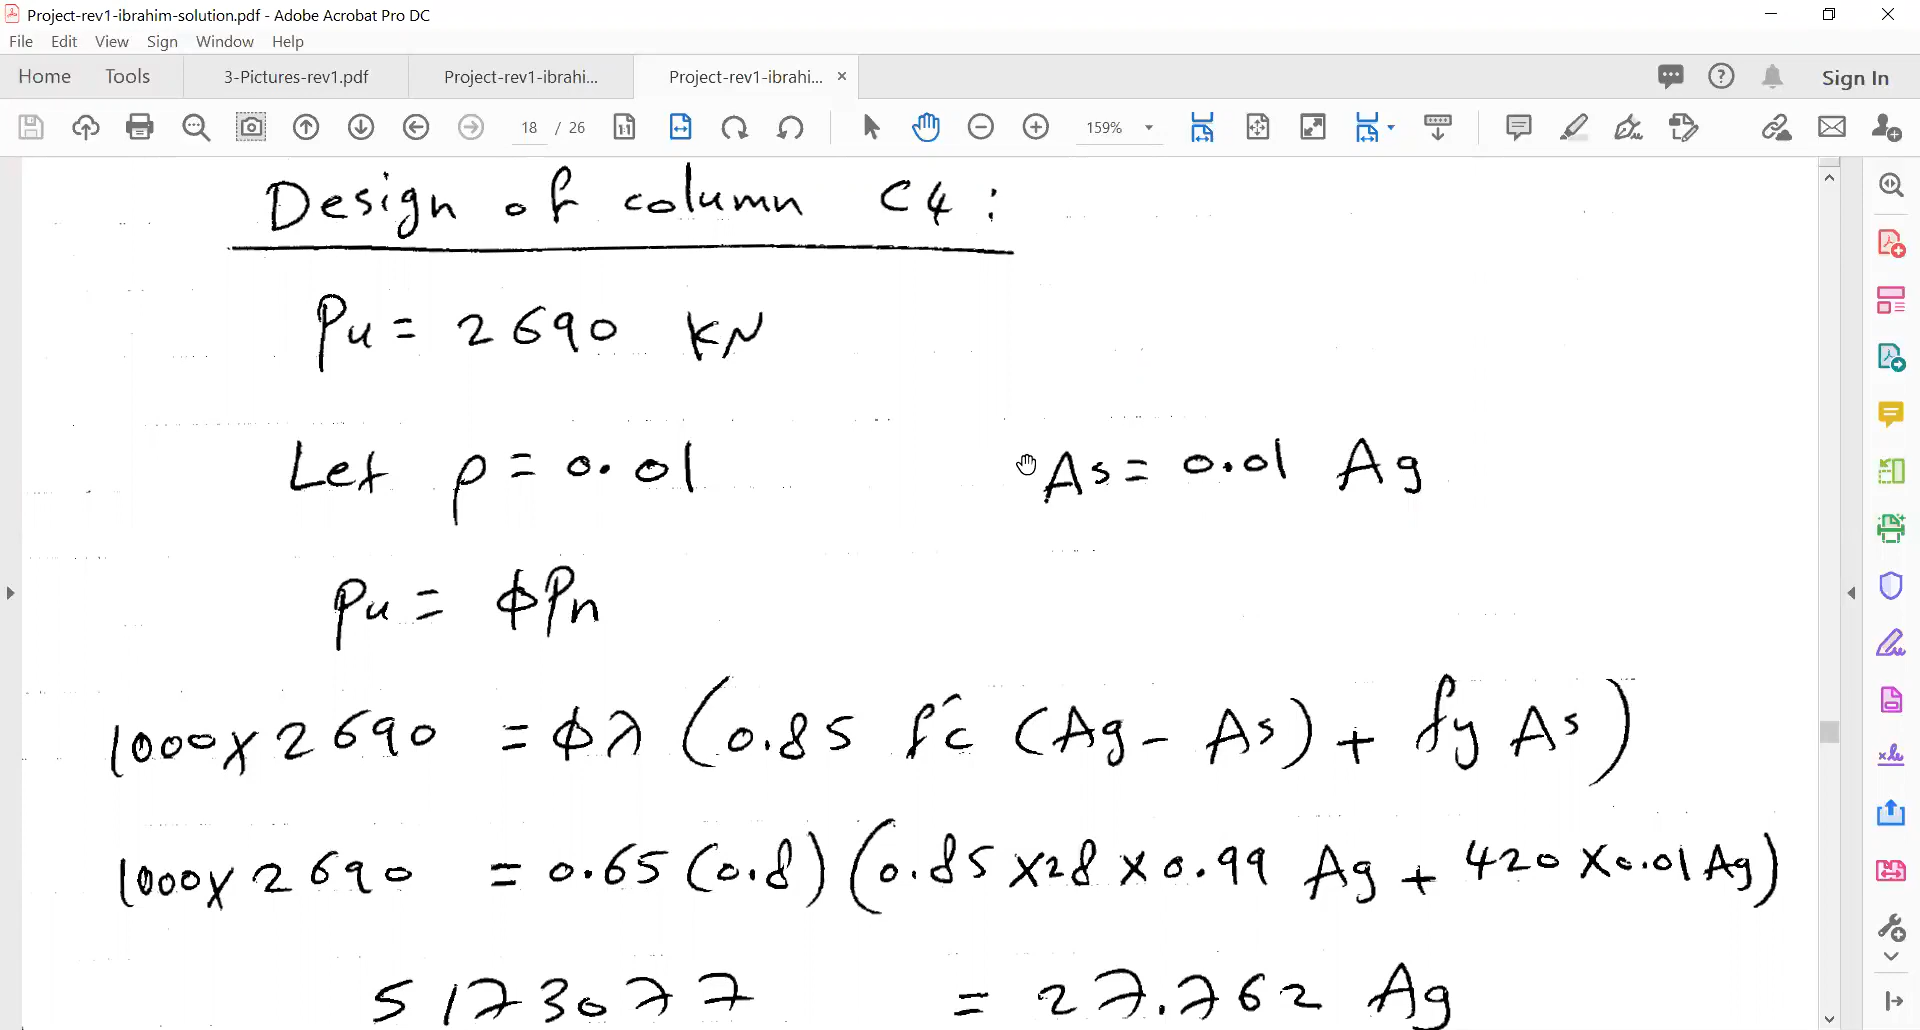 Project-rev1-ibrahim-solution.pdf - Adobe Acrobat Pro DC
File Edit View Sign Window Help
Home Tools 3-Pictures-rev1.pdf Project-rev1-ibrahi... Project-rev1-ibrahi... × Sign In
18 / 26 159%
Design of column C4 :
Pu = 2690 kN
Let ρ = 0.01 As = 0.01 Ag
Pu = ϕPn
1000 x 2690 = ϕλ (0.85 f'c (Ag - As) + fy As)
1000 x 2690 = 0.65 (0.8) (0.85 x 28 x 0.99 Ag + 420 x 0.01 Ag)
5173077 = 27.762 Ag